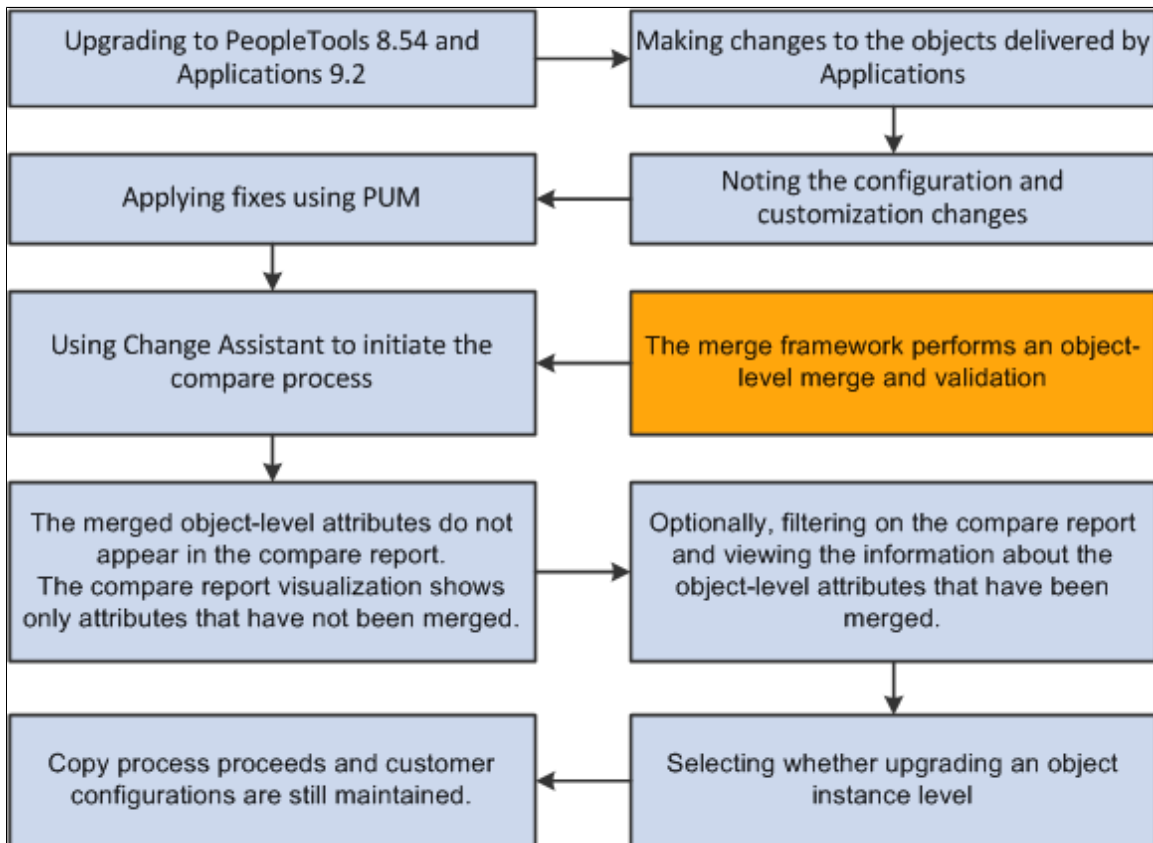 Upgrading to PeopleTools 8.54 and
Applications 9.2
Making changes to the objects delivered by
Applications
Noting the configuration and
customization changes
Applying fixes using PUM
Using Change Assistant to initiate the
compare process
The merge framework performs an object-
level merge and validation
The merged object-level attributes do not
appear in the compare report.
The compare report visualization shows
only attributes that have not been merged.
Optionally, filtering on the compare report
and viewing the information about the
object-level attributes that have been
merged.
Selecting whether upgrading an object
instance level
Copy process proceeds and customer
configurations are still maintained.